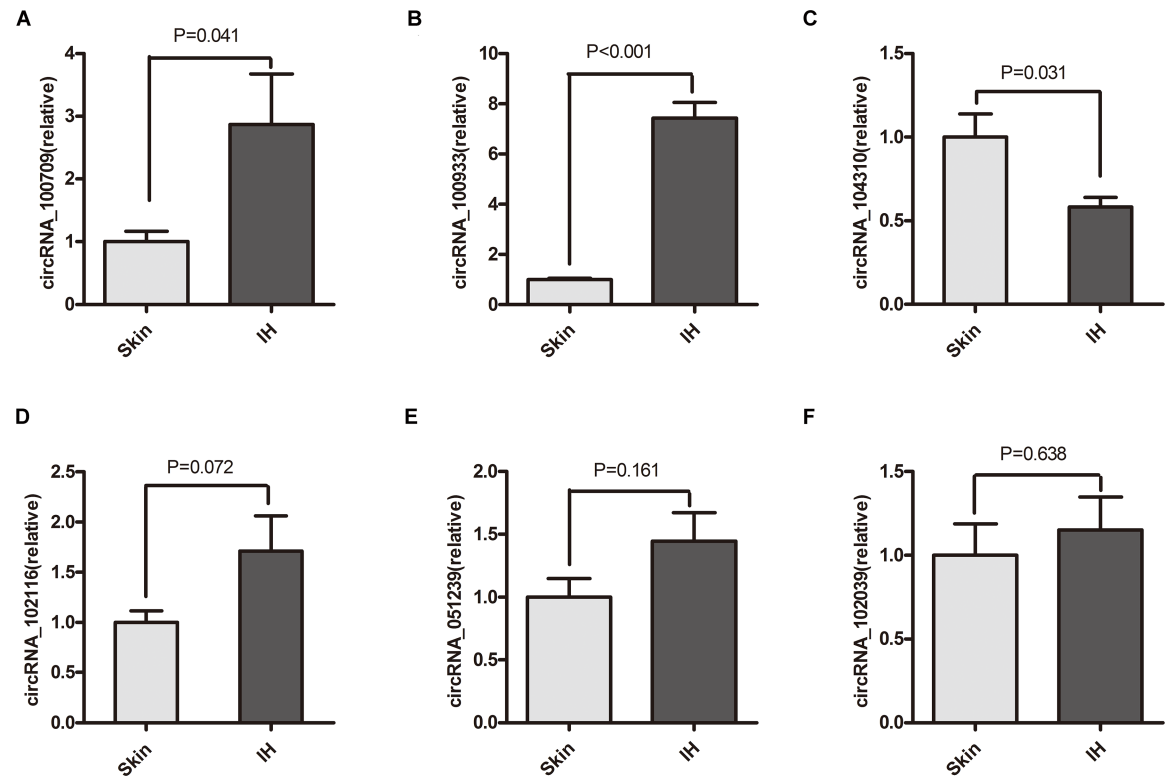 A
P=0.041
circRNA_100709(relative)
4
3
2
1
0
Skin
IH
B
P<0.001
circRNA_100933(relative)
10
8
6
4
2
0
Skin
IH
C
P=0.031
circRNA_104310(relative)
1.5
1.0
0.5
0.0
Skin
IH
D
P=0.072
circRNA_102116(relative)
2.5
2.0
1.5
1.0
0.5
0.0
Skin
IH
E
P=0.161
circRNA_051239(relative)
2.0
1.5
1.0
0.5
0.0
Skin
IH
F
P=0.638
circRNA_102039(relative)
1.5
1.0
0.5
0.0
Skin
IH